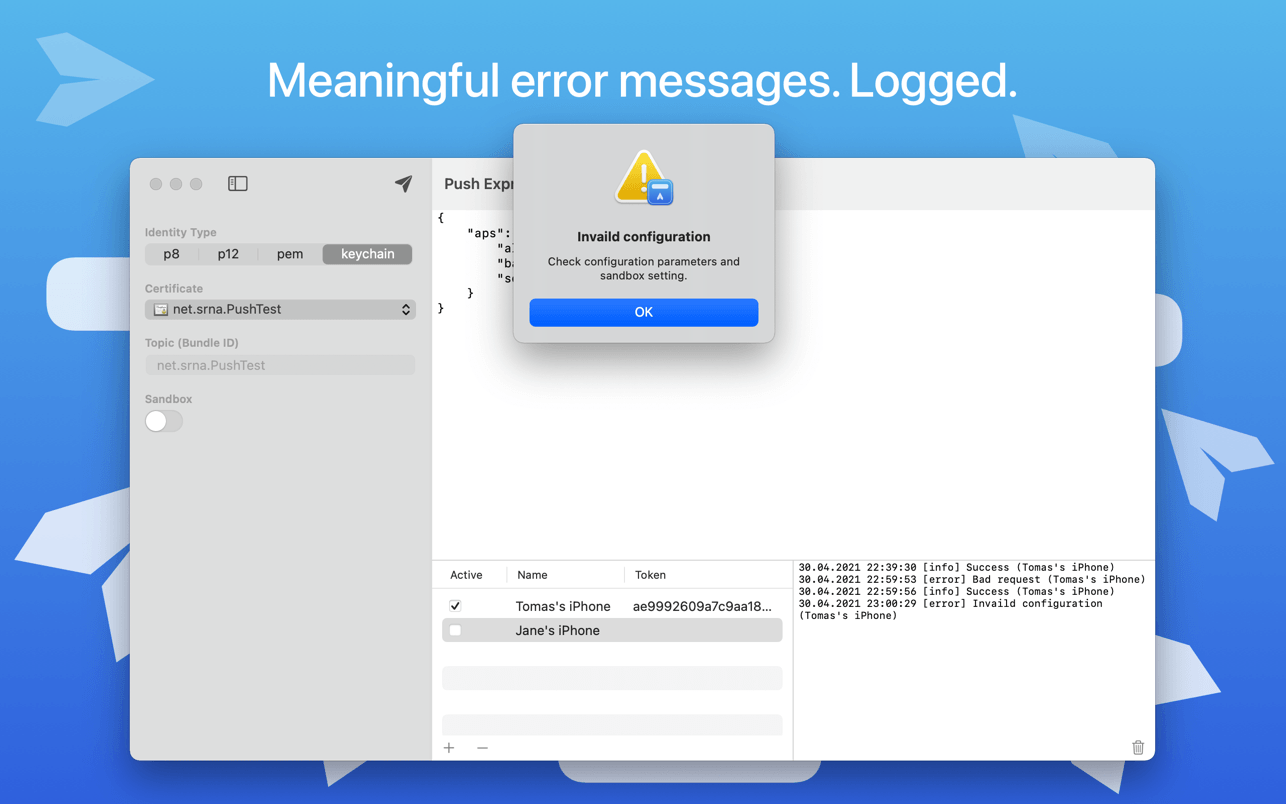 Meaningful error messages. Logged.
Push Exp
Invaild configuration
Check configuration parameters and
sandbox setting.
OK
Identity Type
p8 p12 pem keychain
Certificate
net.srna.PushTest
Topic (Bundle ID)
net.srna.PushTest
Sandbox
{
"aps":
"a
"ba
"s
}
}
Active Name Token
Tomas's iPhone ae9992609a7c9aa18...
Jane's iPhone
30.04.2021 22:39:30 [info] Success (Tomas's iPhone)
30.04.2021 22:59:53 [error] Bad request (Tomas's iPhone)
30.04.2021 22:59:56 [info] Success (Tomas's iPhone)
30.04.2021 23:00:29 [error] Invaild configuration
(Tomas's iPhone)